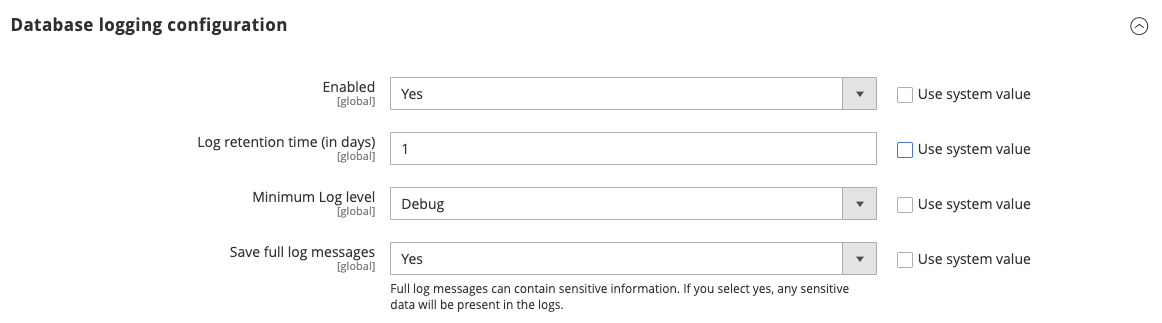 Database logging configuration
Enabled
[global]
Yes
Use system value
Log retention time (in days)
[global]
1
Use system value
Minimum Log level
[global]
Debug
Use system value
Save full log messages
[global]
Yes
Use system value
Full log messages can contain sensitive information. If you select yes, any sensitive
data will be present in the logs.